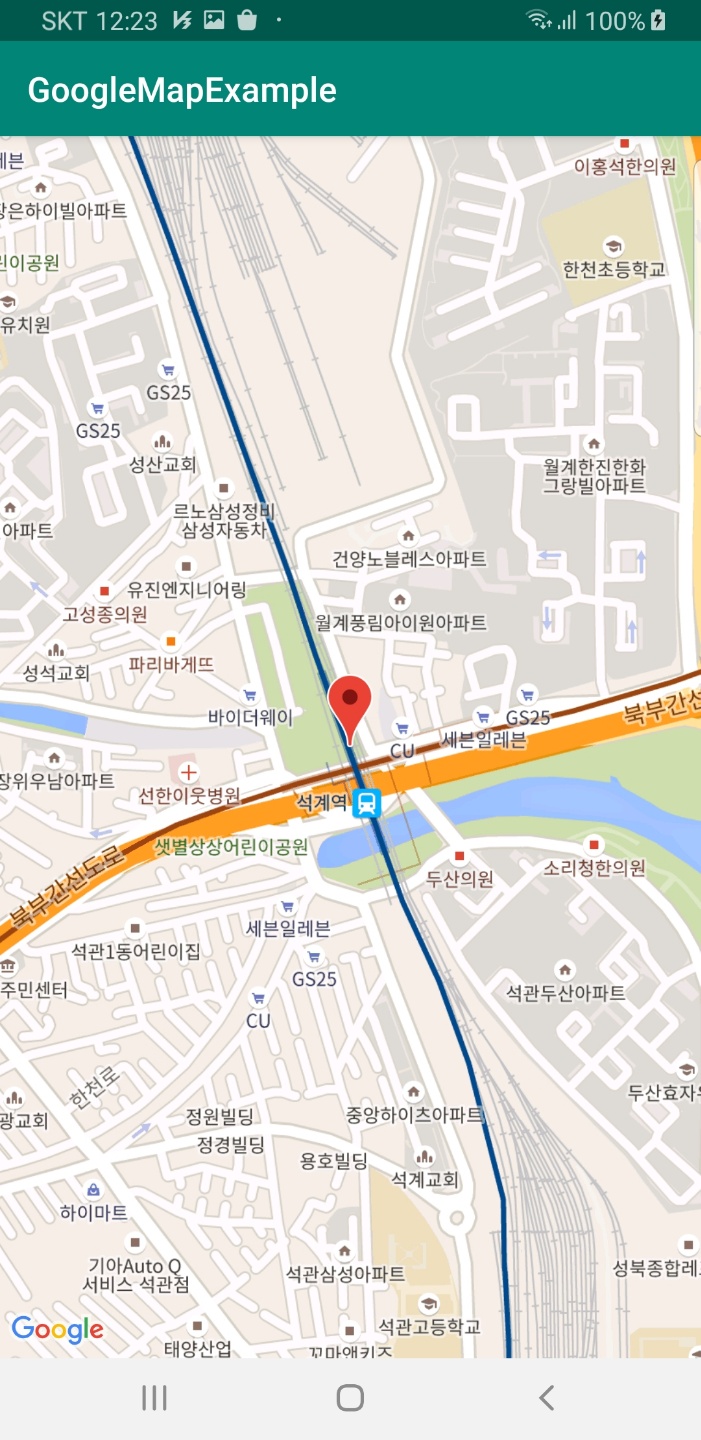 SKT 12:23
100%
GoogleMapExample
이홍석한의원
세븐
장은하이빌아파트
한천초등학교
린이공원
유치원
GS25
GS25
성산교회
월계한진한화
그랑빌아파트
르노삼성정비
삼성자동차
아파트
건양노블레스아파트
유진엔지니어링
고성종의원
월계풍림아이원아파트
파리바게뜨
성석교회
바이더웨이
GS25
세븐일레븐
CU
북부간선
장위우남아파트
선한이웃병원
석계역
샛별상상어린이공원
북부간선도로
두산의원
소리청한의원
세븐일레븐
석관1동어린이집
GS25
주민센터
석관두산아파트
CU
한천로
두산효자
광교회
정원빌딩
중앙하이츠아파트
정경빌딩
용호빌딩
석계교회
하이마트
기아Auto Q
서비스 석관점
석관삼성아파트
성북종합레
Google
석관고등학교
태양산업
꼬마앤키즈